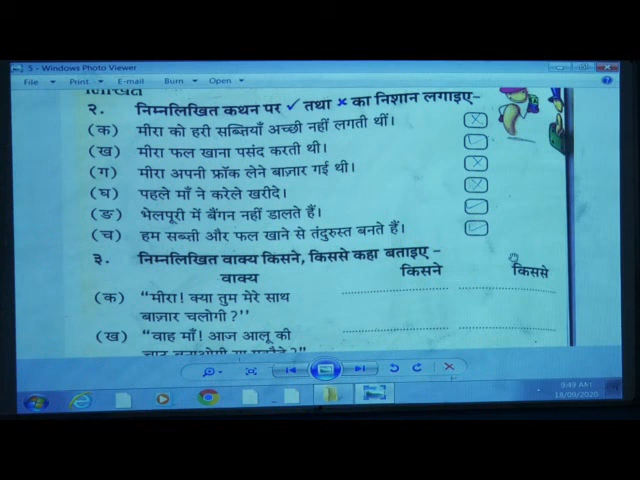 5 - Windows Photo Viewer
File Print E-mail Burn Open
लिखित
२. निम्नलिखित कथन पर ✓ तथा ✗ का निशान लगाइए–
(क) मीरा को हरी सब्ज़ियाँ अच्छी नहीं लगती थीं। ✗
(ख) मीरा फल खाना पसंद करती थी। ✓
(ग) मीरा अपनी फ्रॉक लेने बाज़ार गई थी। ✗
(घ) पहले माँ ने करेले खरीदे। ✗
(ङ) भेलपूरी में बैंगन नहीं डालते हैं। ✓
(च) हम सब्ज़ी और फल खाने से तंदुरुस्त बनते हैं। ✓
३. निम्नलिखित वाक्य किसने, किससे कहा बताइए –
वाक्य किसने किससे
(क) “मीरा! क्या तुम मेरे साथ
बाज़ार चलोगी?’’
(ख) “वाह माँ! आज आलू की
9:49 AM
18/09/2020